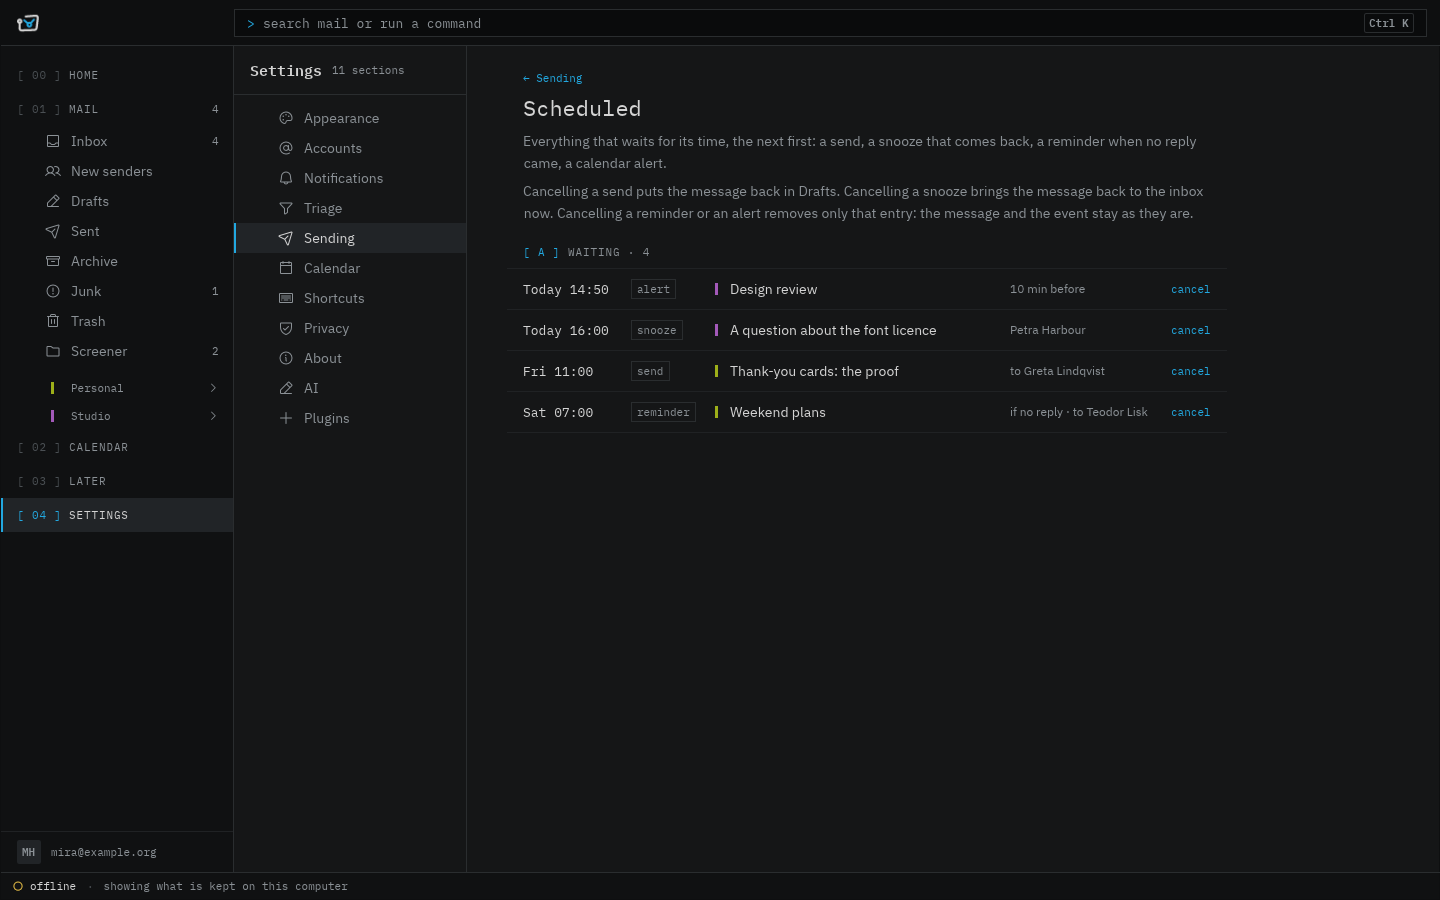 > search mail or run a command Ctrl K
[ 00 ] HOME
[ 01 ] MAIL 4
Inbox 4
New senders
Drafts
Sent
Archive
Junk 1
Trash
Screener 2
Personal
Studio
[ 02 ] CALENDAR
[ 03 ] LATER
[ 04 ] SETTINGS
MH mira@example.org
Settings 11 sections
Appearance
Accounts
Notifications
Triage
Sending
Calendar
Shortcuts
Privacy
About
AI
Plugins
← Sending
Scheduled
Everything that waits for its time, the next first: a send, a snooze that comes back, a reminder when no reply
came, a calendar alert.
Cancelling a send puts the message back in Drafts. Cancelling a snooze brings the message back to the inbox
now. Cancelling a reminder or an alert removes only that entry: the message and the event stay as they are.
[ A ] WAITING · 4
Today 14:50 alert Design review 10 min before cancel
Today 16:00 snooze A question about the font licence Petra Harbour cancel
Fri 11:00 send Thank-you cards: the proof to Greta Lindqvist cancel
Sat 07:00 reminder Weekend plans if no reply · to Teodor Lisk cancel
offline · showing what is kept on this computer